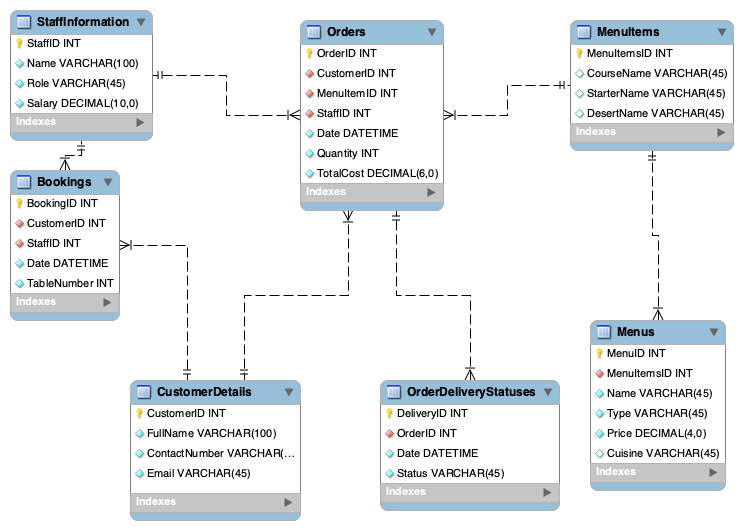 StaffInformation
StaffID INT
Name VARCHAR(100)
Role VARCHAR(45)
Salary DECIMAL(10,0)
Indexes
Orders
OrderID INT
CustomerID INT
MenuItemID INT
StaffID INT
Date DATETIME
Quantity INT
TotalCost DECIMAL(6,0)
Indexes
MenuItems
MenuItemsID INT
CourseName VARCHAR(45)
StarterName VARCHAR(45)
DesertName VARCHAR(45)
Indexes
Bookings
BookingID INT
CustomerID INT
StaffID INT
Date DATETIME
TableNumber INT
Indexes
CustomerDetails
CustomerID INT
FullName VARCHAR(100)
ContactNumber VARCHAR(...
Email VARCHAR(45)
Indexes
OrderDeliveryStatuses
DeliveryID INT
OrderID INT
Date DATETIME
Status VARCHAR(45)
Indexes
Menus
MenuID INT
MenuItemsID INT
Name VARCHAR(45)
Type VARCHAR(45)
Price DECIMAL(4,0)
Cuisine VARCHAR(45)
Indexes